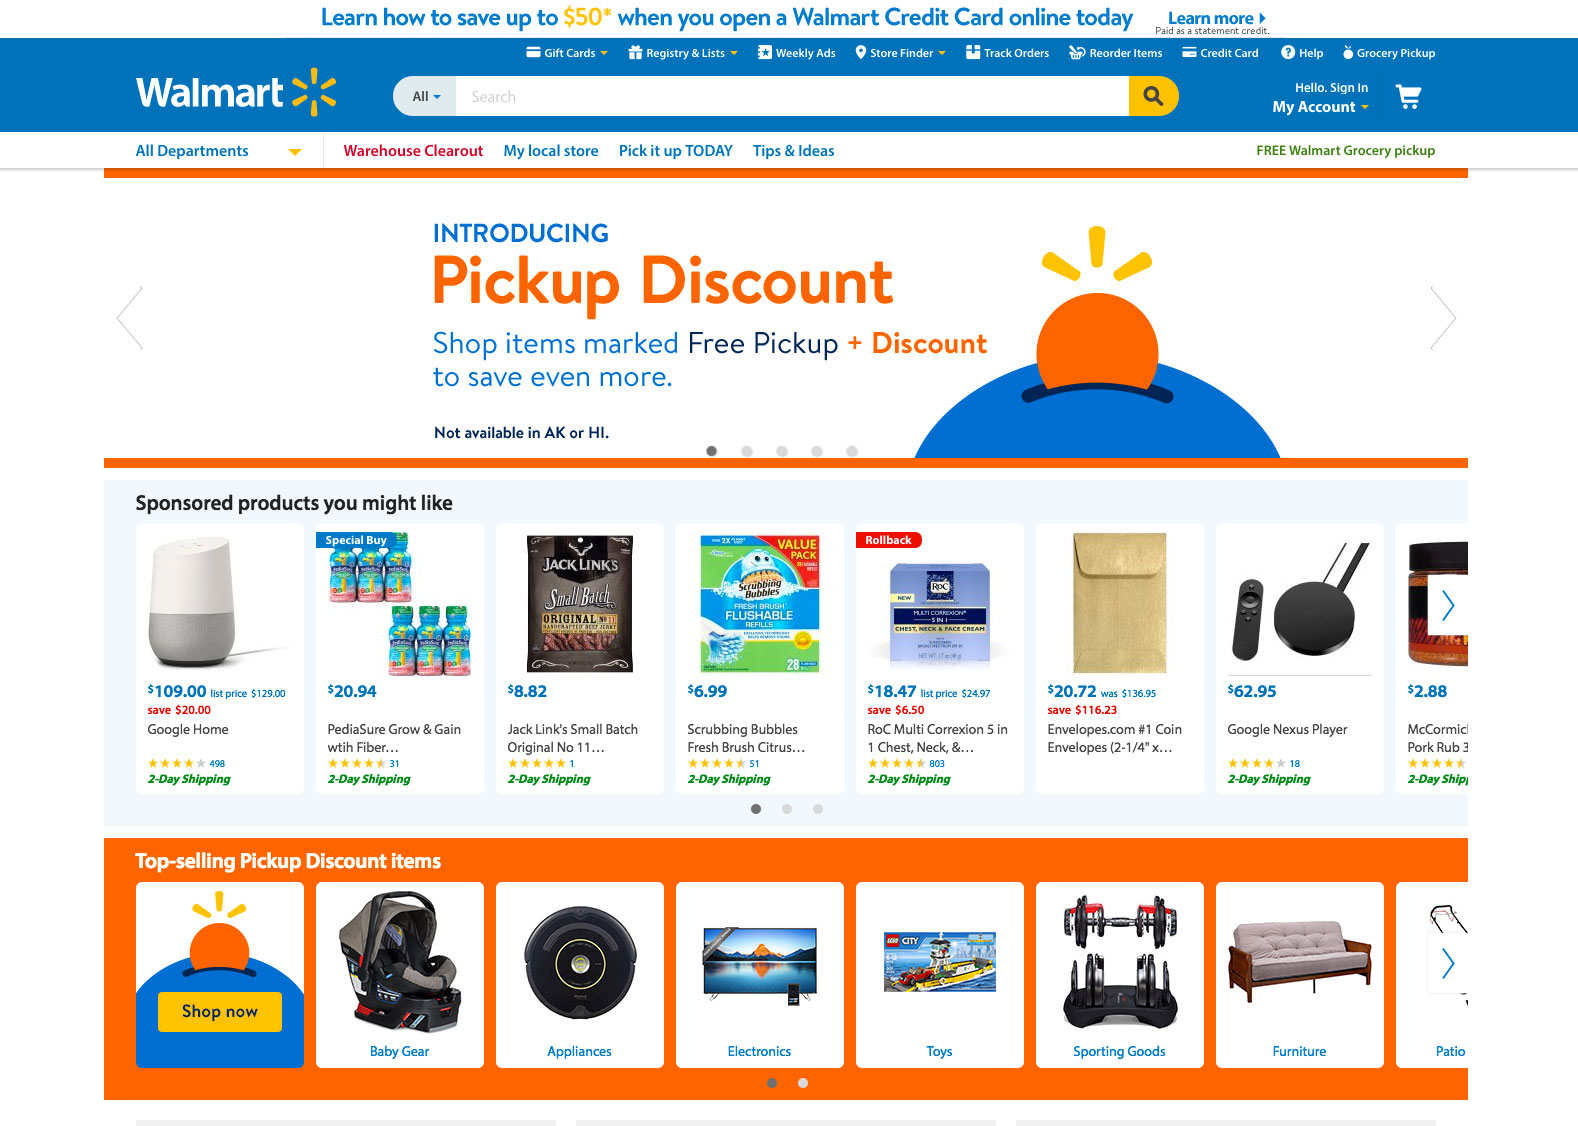 Learn how to save up to $50* when you open a Walmart Credit Card online today Learn more
Paid as a statement credit.
Gift Cards Registry & Lists Weekly Ads Store Finder Track Orders Reorder Items Credit Card Help Grocery Pickup
Walmart All Search Hello. Sign In
My Account
All Departments Warehouse Clearout My local store Pick it up TODAY Tips & Ideas FREE Walmart Grocery pickup
INTRODUCING
Pickup Discount
Shop items marked Free Pickup + Discount
to save even more.
Not available in AK or HI.
Sponsored products you might like
$109.00 list price $129.00
save $20.00
Google Home
498
2-Day Shipping
Special Buy
$20.94
PediaSure Grow & Gain
wtih Fiber...
31
2-Day Shipping
JACK LINK'S
Small Batch
ORIGINAL No 11
HANDCRAFTED BEEF JERKY
$8.82
Jack Link's Small Batch
Original No 11...
1
2-Day Shipping
OVER 2X
VALUE
PACK
Scrubbing
Bubbles
FRESH BRUSH
FLUSHABLE
REFILLS
28
$6.99
Scrubbing Bubbles
Fresh Brush Citrus...
51
2-Day Shipping
Rollback
RoC
NEW
MULTI CORREXION
5 IN 1
CHEST, NECK & FACE CREAM
$18.47 list price $24.97
save $6.50
RoC Multi Correxion 5 in
1 Chest, Neck, &...
803
2-Day Shipping
$20.72 was $136.95
save $116.23
Envelopes.com #1 Coin
Envelopes (2-1/4" x...
$62.95
Google Nexus Player
18
2-Day Shipping
$2.88
McCormic
Pork Rub 3
2-Day Ship
Top-selling Pickup Discount items
Shop now
Baby Gear
Appliances
Electronics
LEGO CITY
Toys
Sporting Goods
Furniture
Patio